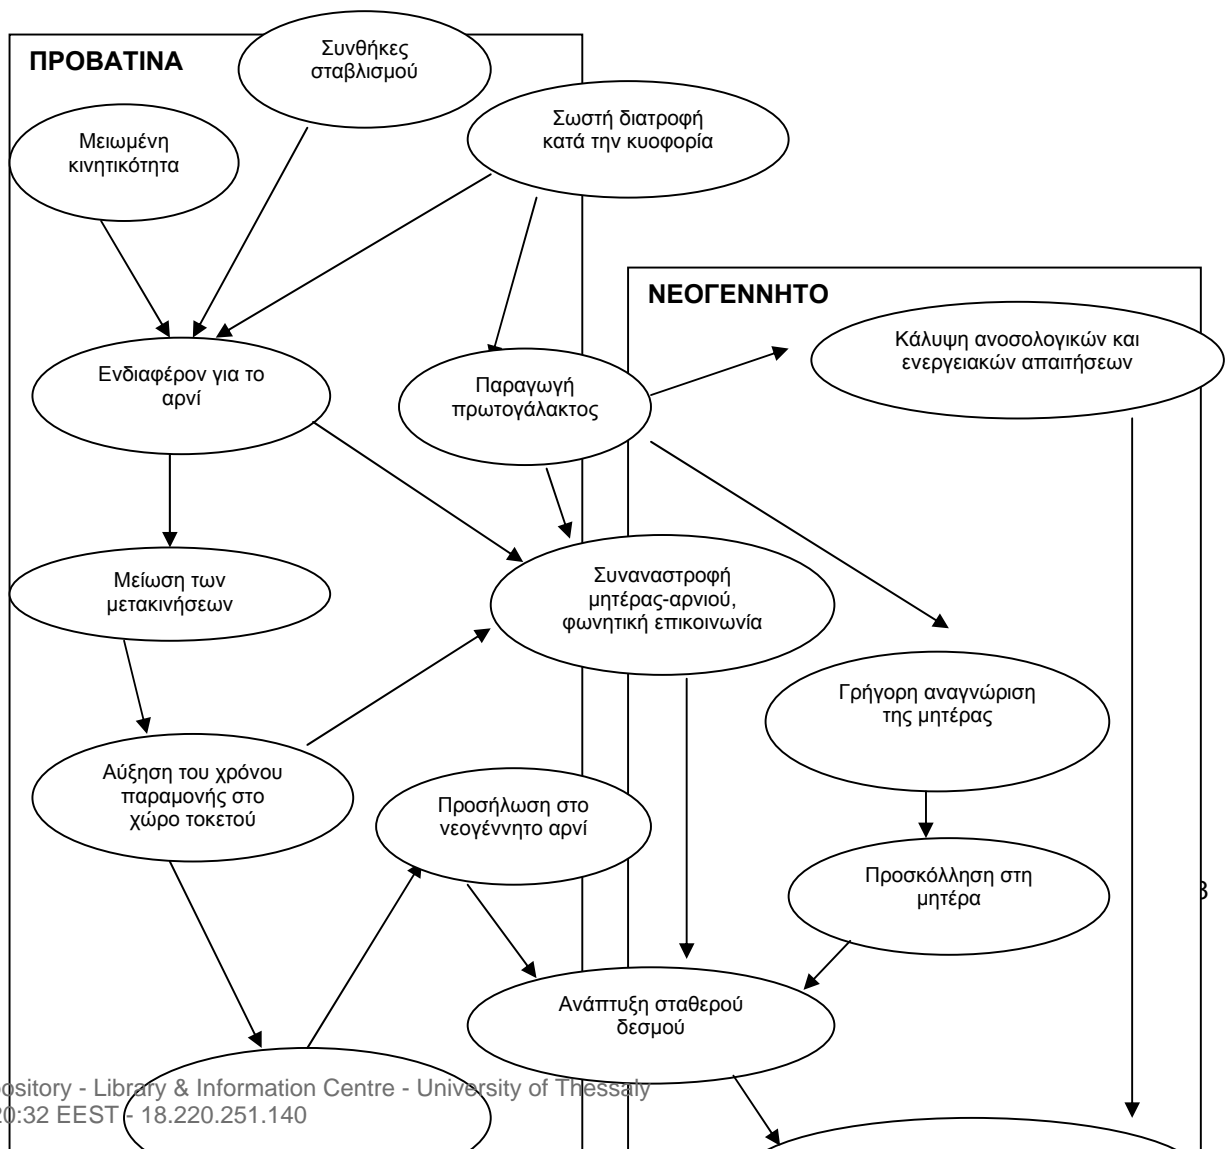 ΠΡΟΒΑΤΙΝΑ
Συνθήκες
σταβλισμού
Μειωμένη
κινητικότητα
Σωστή διατροφή
κατά την κυοφορία
ΝΕΟΓΕΝΝΗΤΟ
Ενδιαφέρον για το
αρνί
Παραγωγή
πρωτογάλακτος
Κάλυψη ανοσολογικών και
ενεργειακών απαιτήσεων
Μείωση των
μετακινήσεων
Συναναστροφή
μητέρας-αρνιού,
φωνητική επικοινωνία
Γρήγορη αναγνώριση
της μητέρας
Αύξηση του χρόνου
παραμονής στο
χώρο τοκετού
Προσήλωση στο
νεογέννητο αρνί
Προσκόλληση στη
μητέρα
Ανάπτυξη σταθερού
δεσμού
ository - Library & Information Centre - University of Thessaly
0:32 EEST - 18.220.251.140